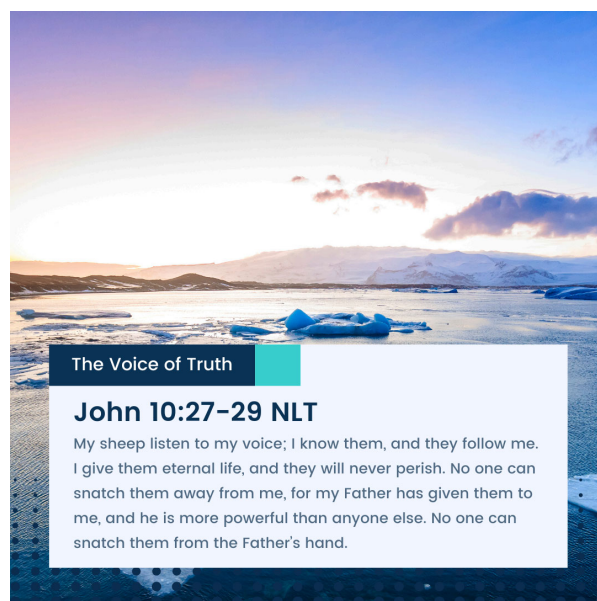 The Voice of Truth
John 10:27-29 NLT
My sheep listen to my voice; I know them, and they follow me.
I give them eternal life, and they will never perish. No one can
snatch them away from me, for my Father has given them to
me, and he is more powerful than anyone else. No one can
snatch them from the Father's hand.